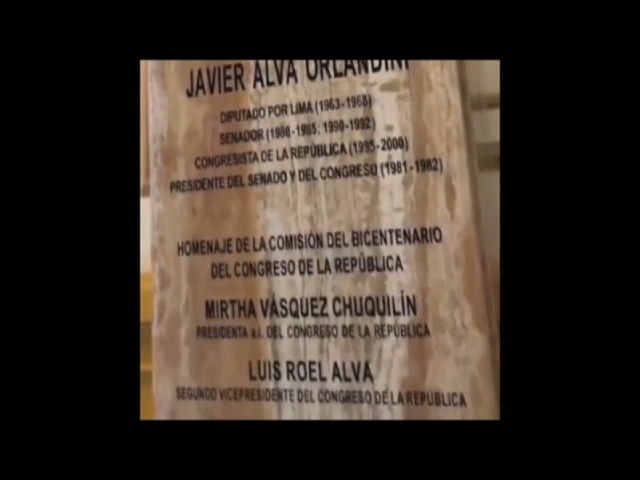 JAVIER ALVA ORLANDINI
DIPUTADO POR LIMA (1963-1968)
SENADOR (1980-1985; 1990-1992)
CONGRESISTA DE LA REPÚBLICA (1995-2000)
PRESIDENTE DEL SENADO Y DEL CONGRESO (1981-1982)
HOMENAJE DE LA COMISIÓN DEL BICENTENARIO
DEL CONGRESO DE LA REPÚBLICA
MIRTHA VÁSQUEZ CHUQUILÍN
PRESIDENTA a.i. DEL CONGRESO DE LA REPÚBLICA
LUIS ROEL ALVA
SEGUNDO VICEPRESIDENTE DEL CONGRESO DE LA REPÚBLICA